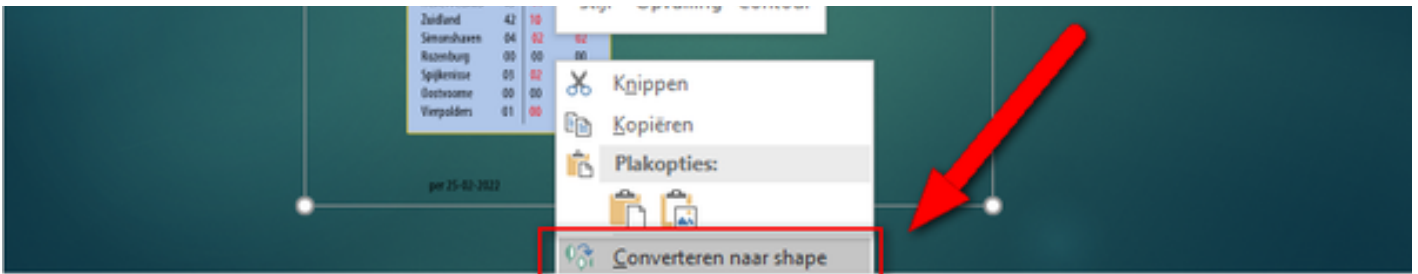 Zuidland 42 10
Simonshaven 04 02 02
Rozenburg 00 00 00
Spijkenisse 03 02
Oostvoorne 00 00
Vierpolders 01 00
per 25-02-2022
Knippen
Kopiëren
Plakopties:
Converteren naar shape